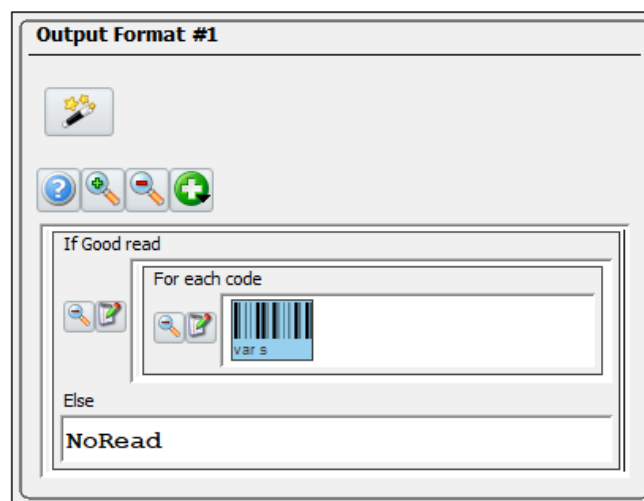 Output Format #1
If Good read
For each code
var s
Else
NoRead